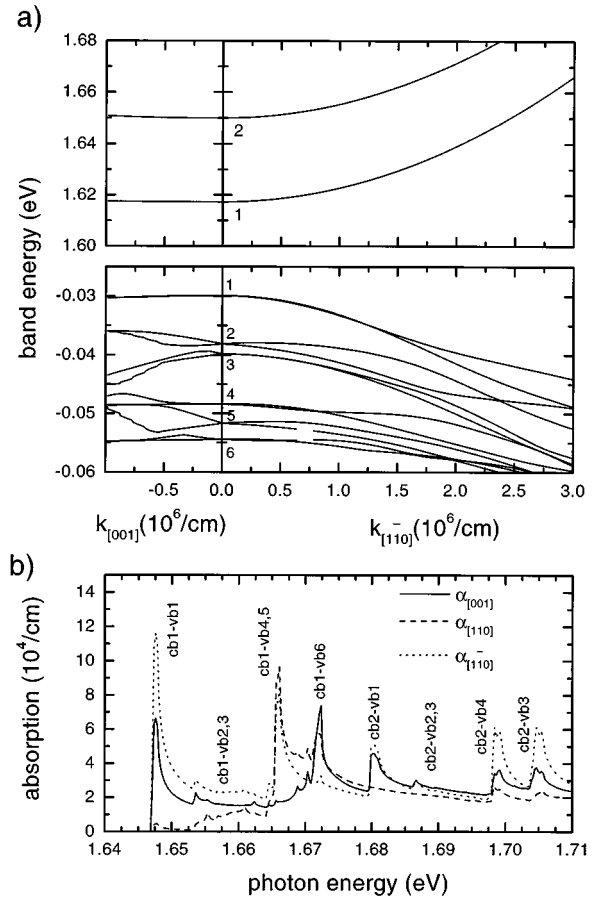 a)
1.68
1.66
1.64
1.62
1.60
2
1
band energy (eV)
-0.03
-0.04
-0.05
-0.06
1
2
3
4
5
6
-0.5 0.0 0.5 1.0 1.5 2.0 2.5 3.0
k[001](10⁶/cm) k[11̄0](10⁶/cm)
b)
14
12
10
8
6
4
2
0
absorption (10⁴/cm)
cb1-vb1
cb1-vb2,3
cb1-vb4,5
cb1-vb6
cb2-vb1
cb2-vb2,3
cb2-vb4
cb2-vb3
α[001]
α[110]
α[11̄0]
1.64 1.65 1.66 1.67 1.68 1.69 1.70 1.71
photon energy (eV)